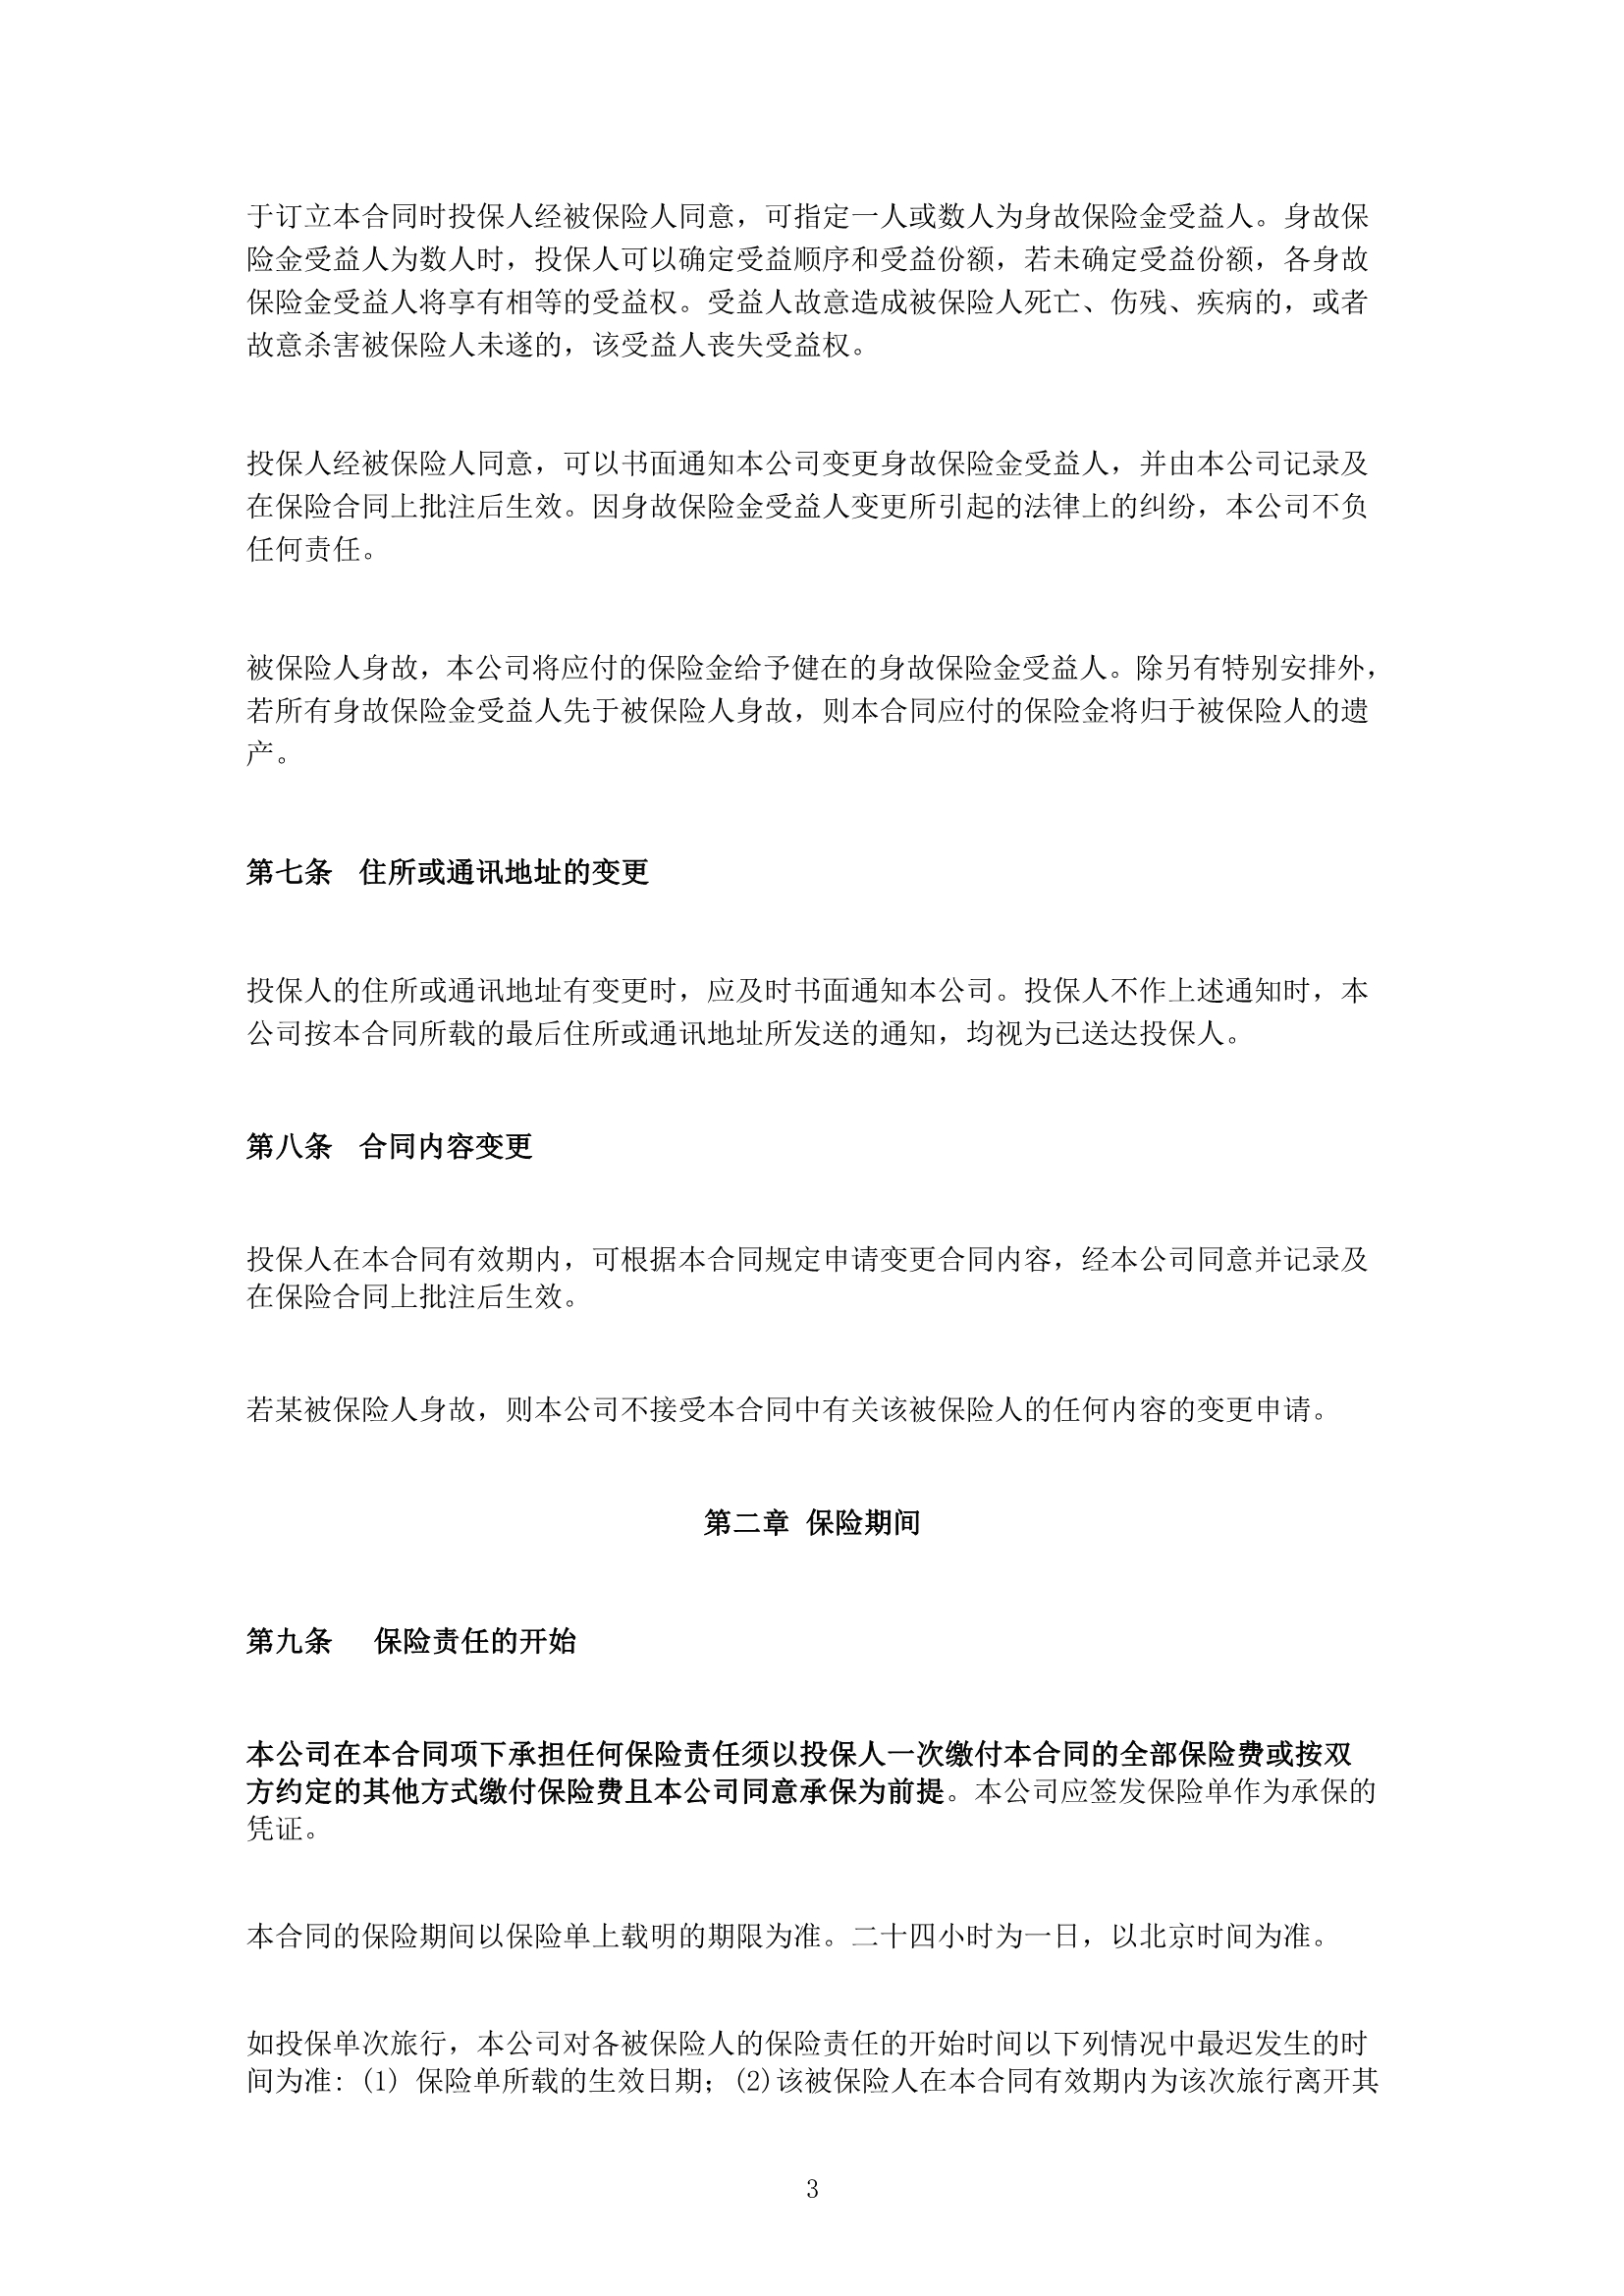 于订立本合同时投保人经被保险人同意，可指定一人或数人为身故保险金受益人。身故保
险金受益人为数人时，投保人可以确定受益顺序和受益份额，若未确定受益份额，各身故
保险金受益人将享有相等的受益权。受益人故意造成被保险人死亡、伤残、疾病的，或者
故意杀害被保险人未遂的，该受益人丧失受益权。
投保人经被保险人同意，可以书面通知本公司变更身故保险金受益人，并由本公司记录及
在保险合同上批注后生效。因身故保险金受益人变更所引起的法律上的纠纷，本公司不负
任何责任。
被保险人身故，本公司将应付的保险金给予健在的身故保险金受益人。除另有特别安排外，
若所有身故保险金受益人先于被保险人身故，则本合同应付的保险金将归于被保险人的遗
产。
第七条 住所或通讯地址的变更
投保人的住所或通讯地址有变更时，应及时书面通知本公司。投保人不作上述通知时，本
公司按本合同所载的最后住所或通讯地址所发送的通知，均视为已送达投保人。
第八条 合同内容变更
投保人在本合同有效期内，可根据本合同规定申请变更合同内容，经本公司同意并记录及
在保险合同上批注后生效。
若某被保险人身故，则本公司不接受本合同中有关该被保险人的任何内容的变更申请。
第二章 保险期间
第九条 保险责任的开始
本公司在本合同项下承担任何保险责任须以投保人一次缴付本合同的全部保险费或按双
方约定的其他方式缴付保险费且本公司同意承保为前提。本公司应签发保险单作为承保的
凭证。
本合同的保险期间以保险单上载明的期限为准。二十四小时为一日，以北京时间为准。
如投保单次旅行，本公司对各被保险人的保险责任的开始时间以下列情况中最迟发生的时
间为准：(1) 保险单所载的生效日期；(2)该被保险人在本合同有效期内为该次旅行离开其
3